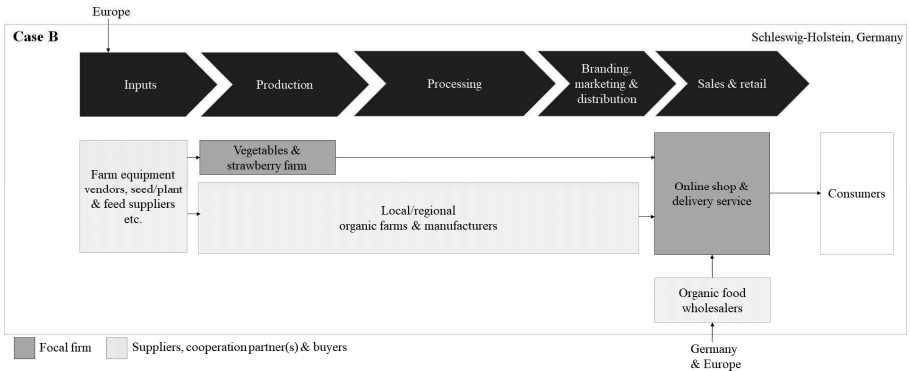 Europe
Case B
Schleswig-Holstein, Germany
Inputs
Production
Processing
Branding,
marketing &
distribution
Sales & retail
Farm equipment
vendors, seed/plant
& feed suppliers
etc.
Vegetables &
strawberry farm
Local/regional
organic farms & manufacturers
Online shop &
delivery service
Consumers
Organic food
wholesalers
Focal firm
Suppliers, cooperation partner(s) & buyers
Germany
& Europe